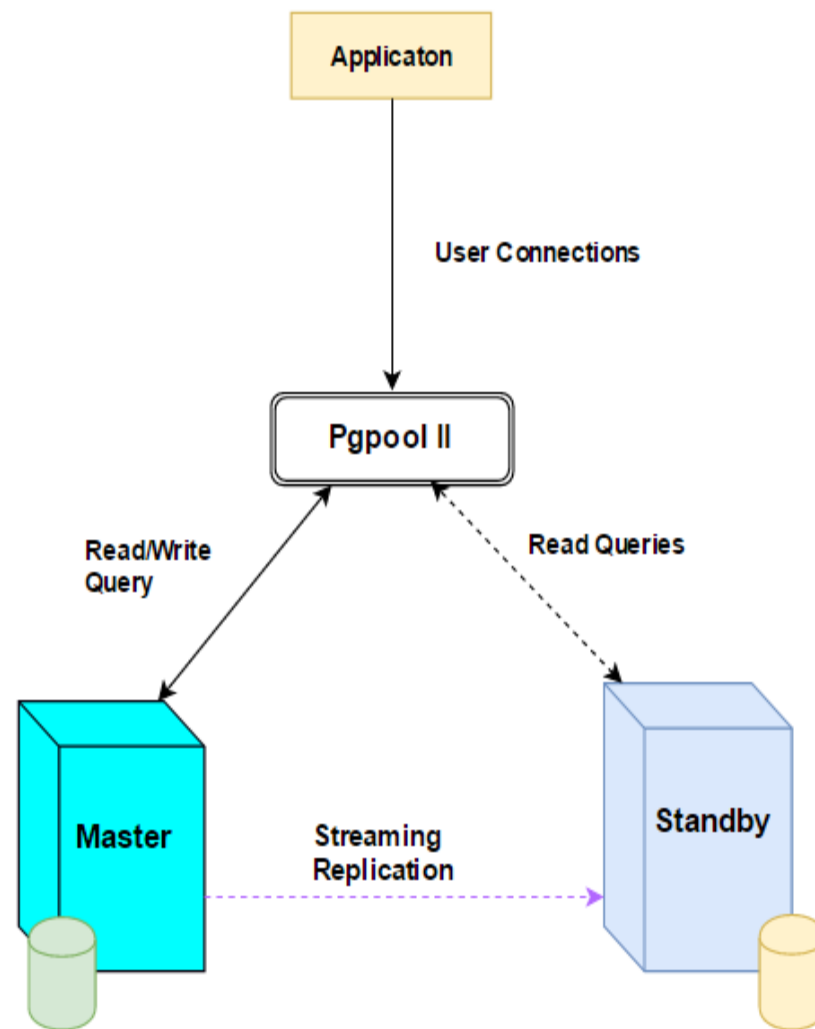 Applicaton
User Connections
Pgpool II
Read/Write
Query
Read Queries
Master
Streaming
Replication
Standby